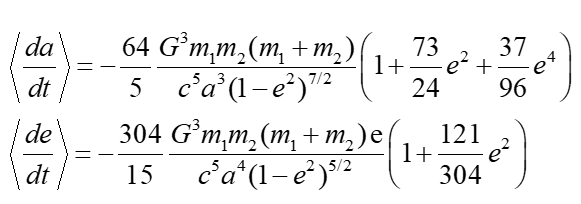 ⟨da/dt⟩ = −(64/5) (G³m₁m₂(m₁+m₂))/(c⁵a³(1−e²)^(7/2)) (1+(73/24)e²+(37/96)e⁴)
⟨de/dt⟩ = −(304/15) (G³m₁m₂(m₁+m₂)e)/(c⁵a⁴(1−e²)^(5/2)) (1+(121/304)e²)